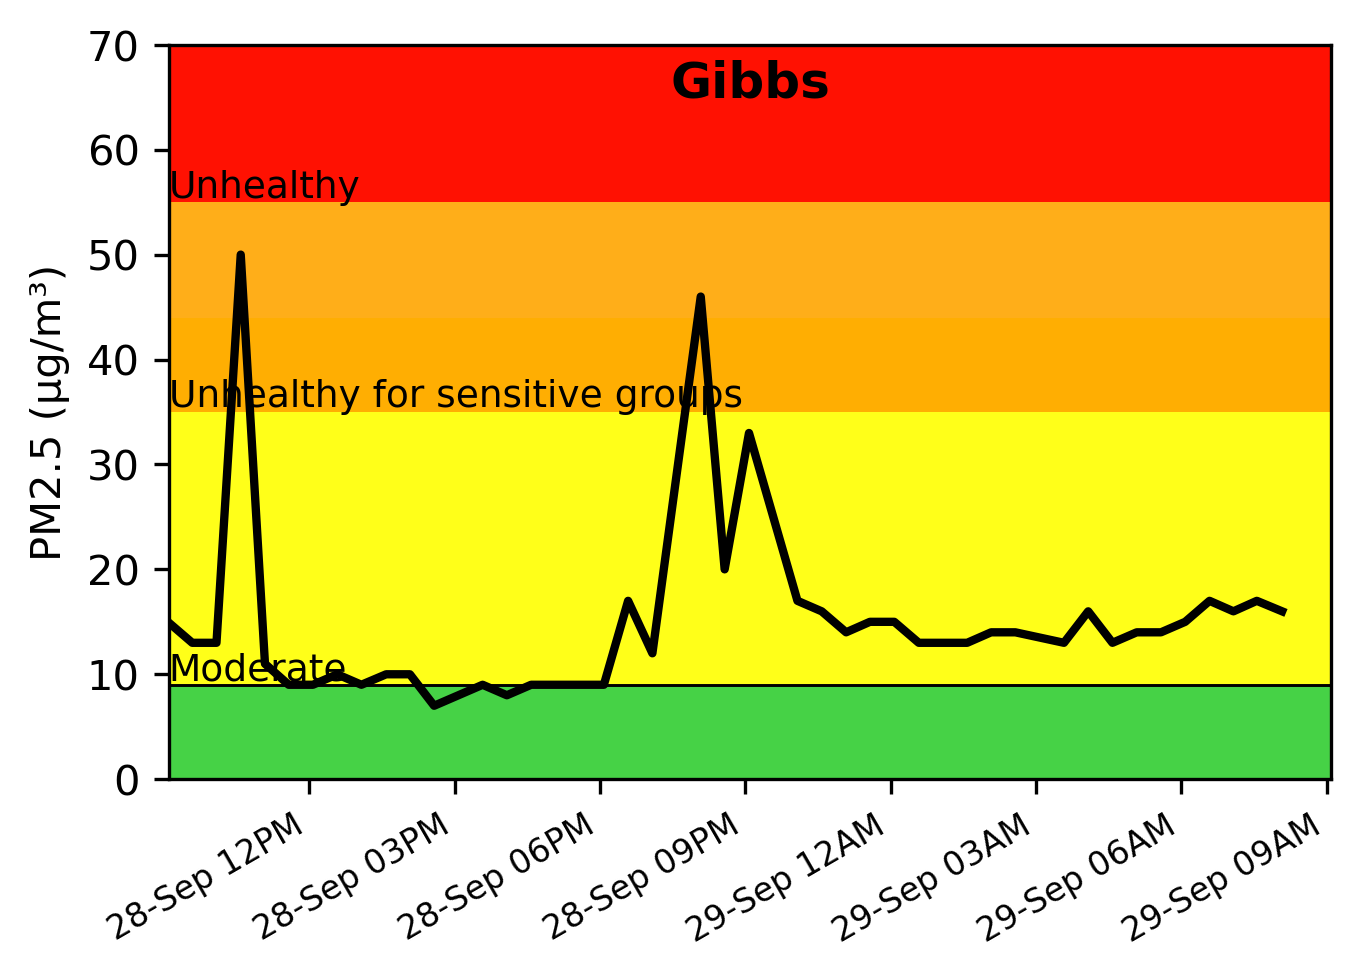 Gibbs
PM2.5 (µg/m³)
70
60
50
40
30
20
10
0
Unhealthy
Unhealthy for sensitive groups
Moderate
28-Sep 12PM
28-Sep 03PM
28-Sep 06PM
28-Sep 09PM
29-Sep 12AM
29-Sep 03AM
29-Sep 06AM
29-Sep 09AM